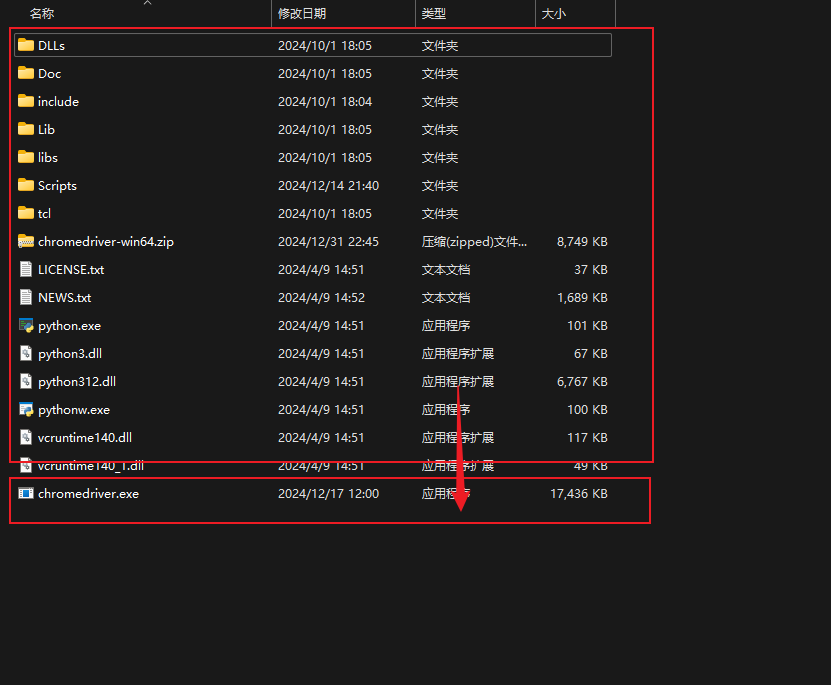 名称 修改日期 类型 大小
DLLs 2024/10/1 18:05 文件夹
Doc 2024/10/1 18:05 文件夹
include 2024/10/1 18:04 文件夹
Lib 2024/10/1 18:05 文件夹
libs 2024/10/1 18:05 文件夹
Scripts 2024/12/14 21:40 文件夹
tcl 2024/10/1 18:05 文件夹
chromedriver-win64.zip 2024/12/31 22:45 压缩(zipped)文件... 8,749 KB
LICENSE.txt 2024/4/9 14:51 文本文档 37 KB
NEWS.txt 2024/4/9 14:52 文本文档 1,689 KB
python.exe 2024/4/9 14:51 应用程序 101 KB
python3.dll 2024/4/9 14:51 应用程序扩展 67 KB
python312.dll 2024/4/9 14:51 应用程序扩展 6,767 KB
pythonw.exe 2024/4/9 14:51 应用程序 100 KB
vcruntime140.dll 2024/4/9 14:51 应用程序扩展 117 KB
vcruntime140_1.dll 2024/4/9 14:51 应用程序扩展 49 KB
chromedriver.exe 2024/12/17 12:00 应用程序 17,436 KB